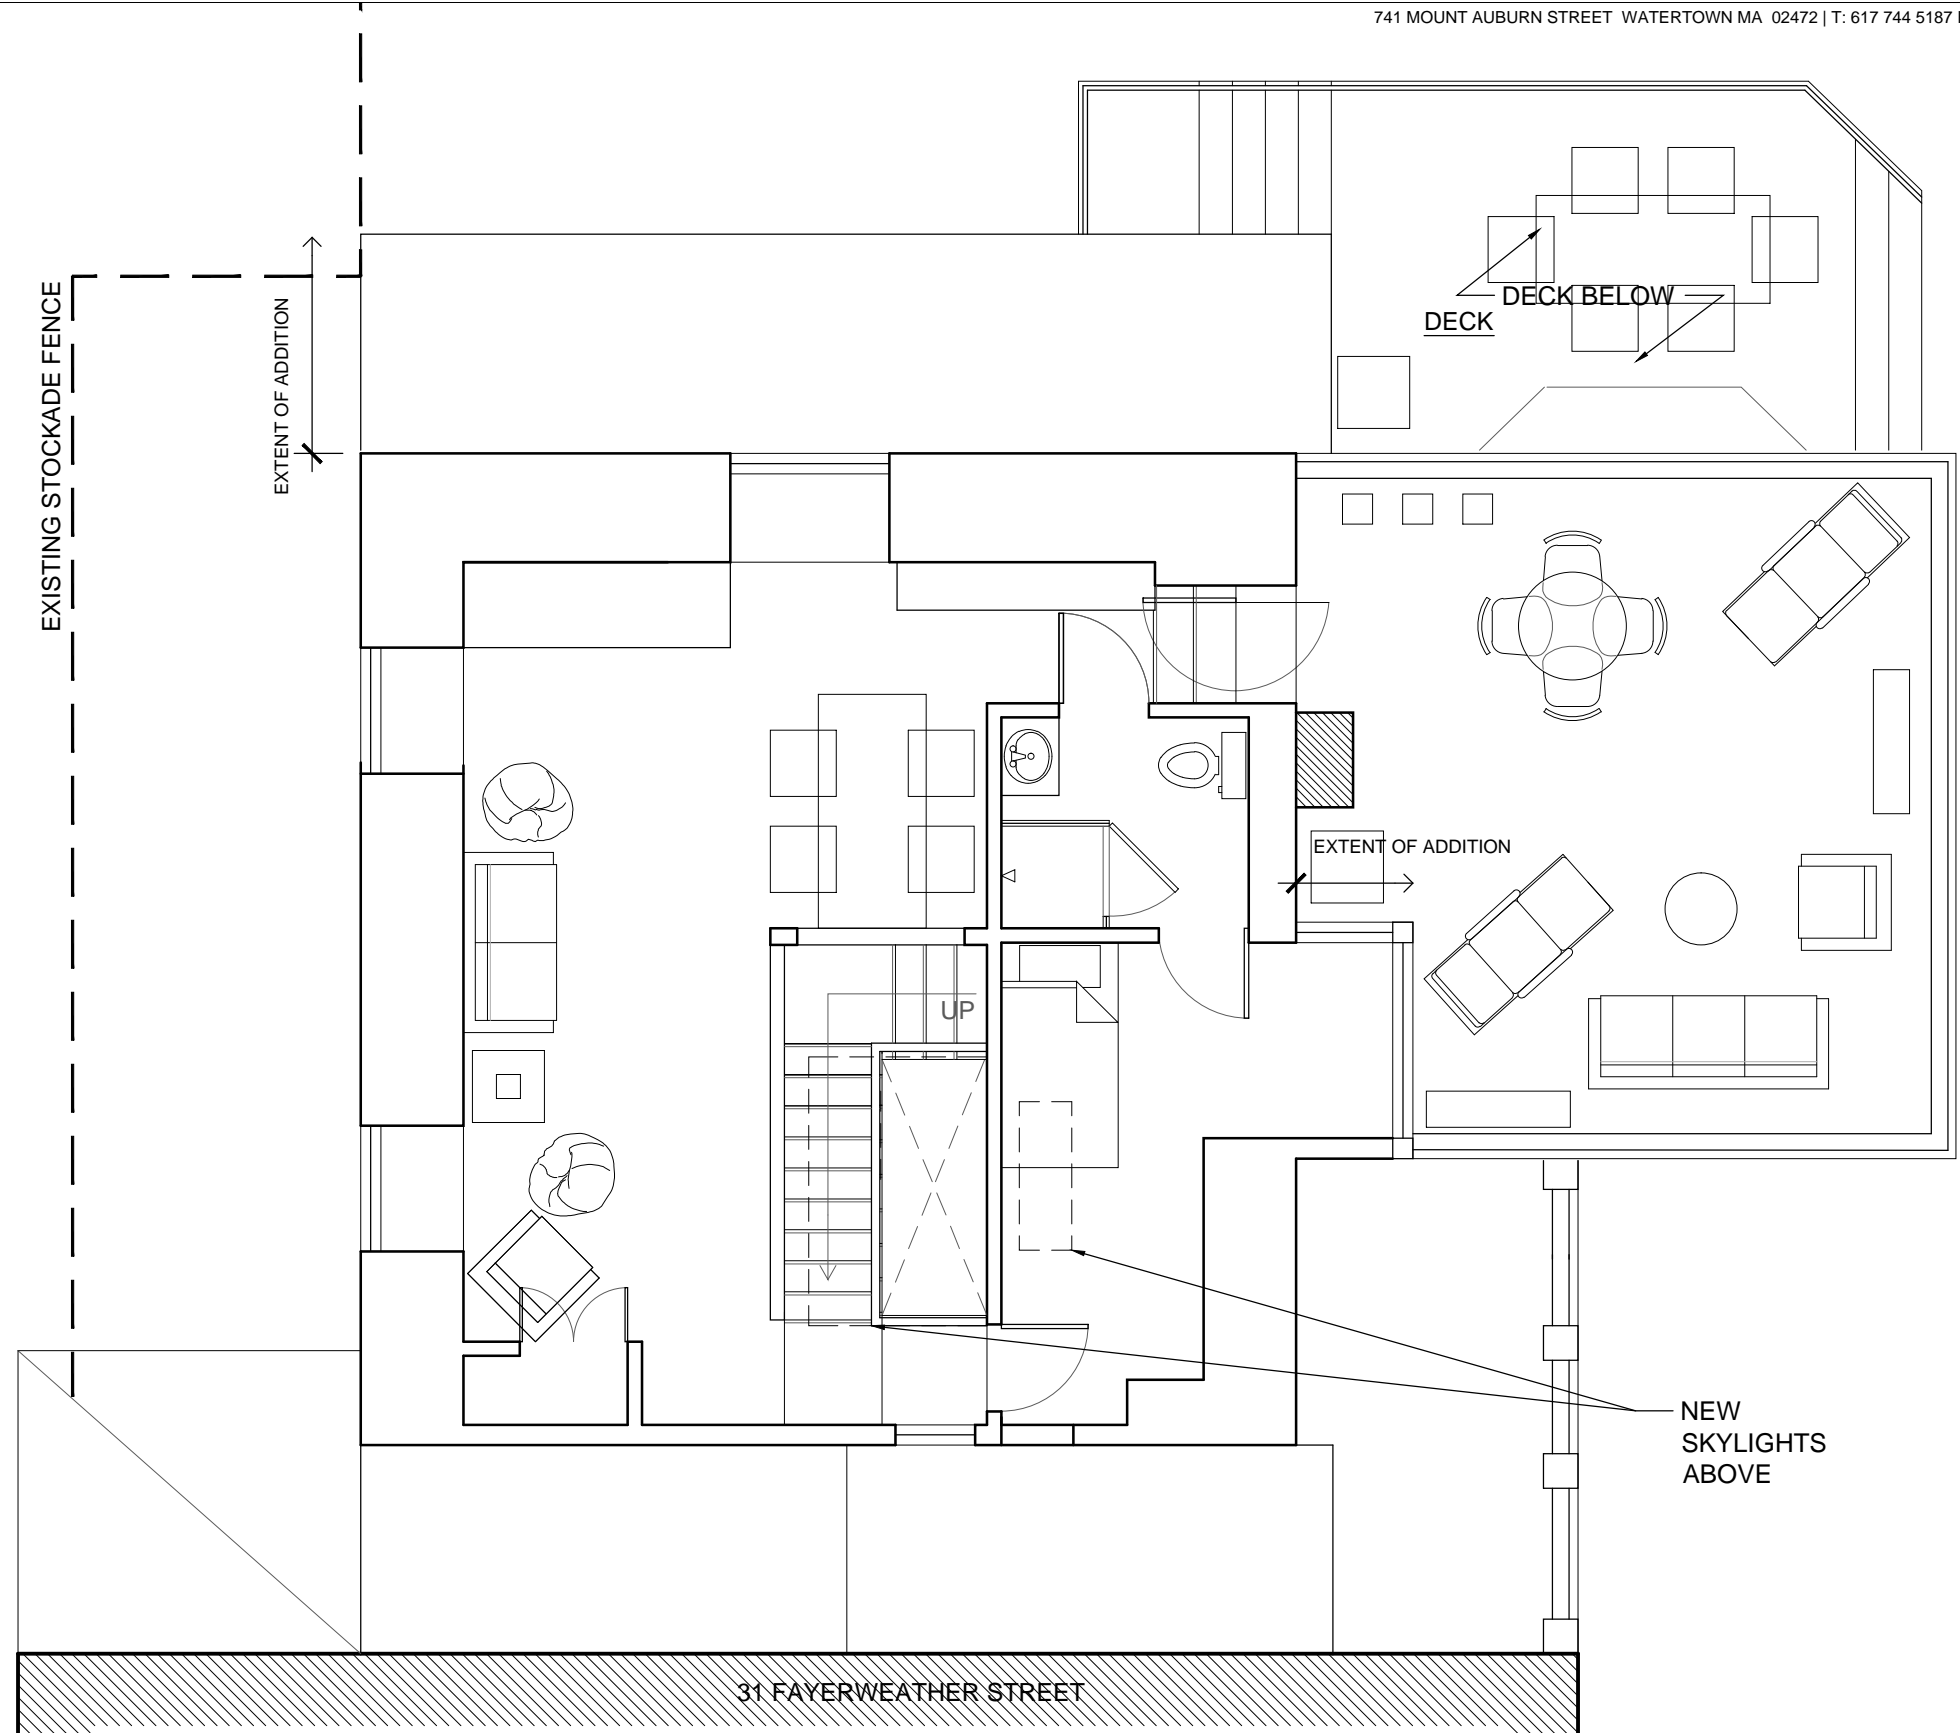 741 MOUNT AUBURN STREET WATERTOWN MA 02472 | T: 617 744 5187
EXISTING STOCKADE FENCE
EXTENT OF ADDITION
DECK BELOW
DECK
EXTENT OF ADDITION
UP
NEW
SKYLIGHTS
ABOVE
31 FAYERWEATHER STREET